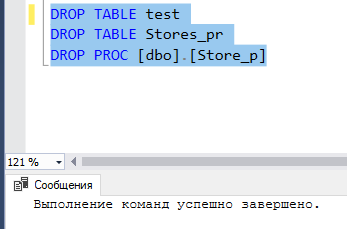 DROP TABLE test
DROP TABLE Stores_pr
DROP PROC [dbo].[Store_p]
121 %
Сообщения
Выполнение команд успешно завершено.